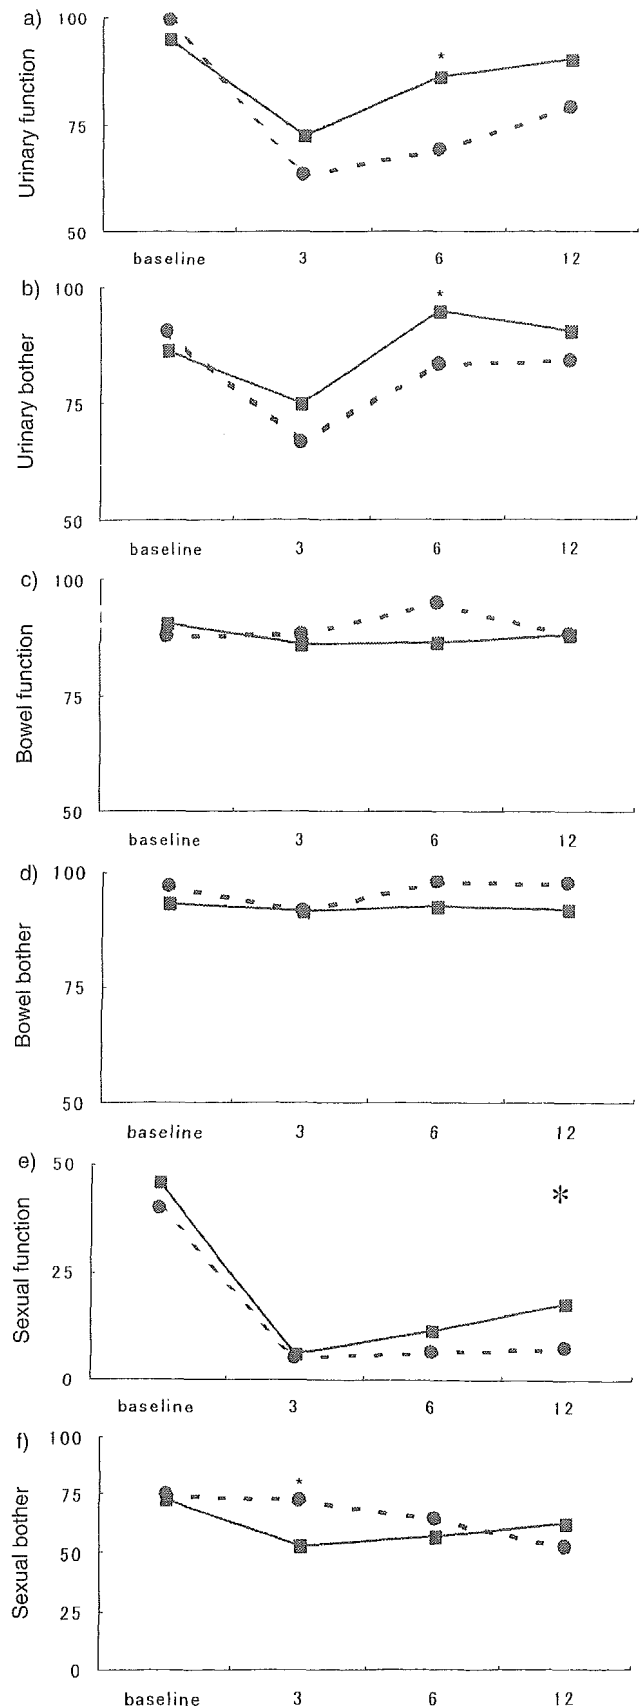 a) 100
Urinary function
*
75
50
baseline 3 6 12
b) 100
Urinary bother
*
75
50
baseline 3 6 12
c) 100
Bowel function
75
50
baseline 3 6 12
d) 100
Bowel bother
75
50
baseline 3 6 12
e) 50
Sexual function
*
25
0
baseline 3 6 12
f) 100
Sexual bother
*
75
50
25
0
baseline 3 6 12